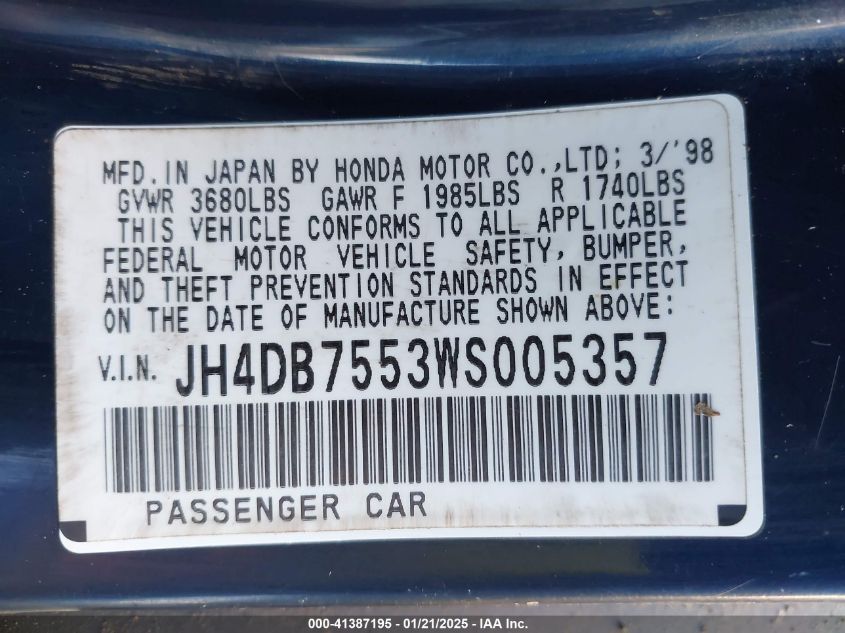 MFD. IN JAPAN BY HONDA MOTOR CO.,LTD; 3/'98
GVWR 3680LBS GAWR F 1985LBS R 1740LBS
THIS VEHICLE CONFORMS TO ALL APPLICABLE
FEDERAL MOTOR VEHICLE SAFETY, BUMPER,
AND THEFT PREVENTION STANDARDS IN EFFECT
ON THE DATE OF MANUFACTURE SHOWN ABOVE:
V.I.N. JH4DB7553WS005357
PASSENGER CAR
000-41387195 - 01/21/2025 - IAA Inc.